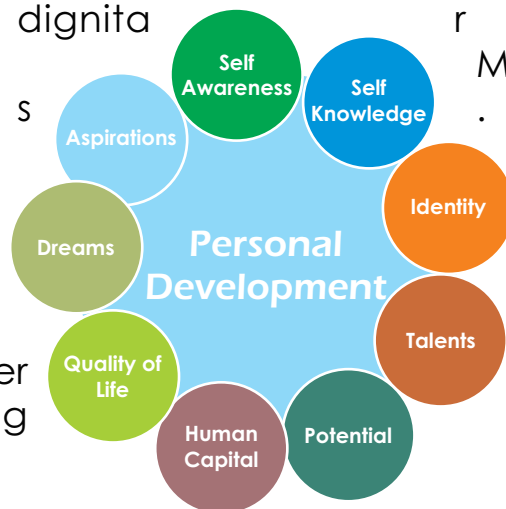 dignita
r
M
s
.
Self
Awareness
Self
Knowledge
Aspirations
Identity
Dreams
Personal
Development
Talents
Quality of
Life
er
g
Human
Capital
Potential